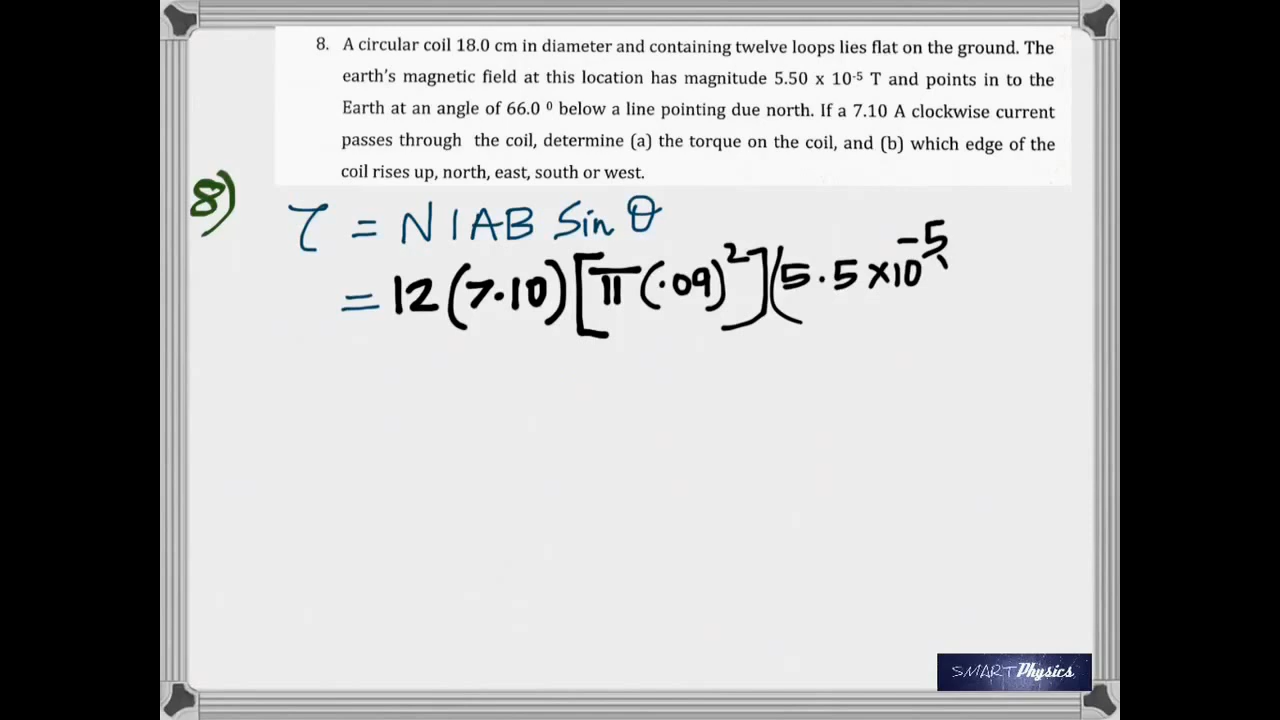 8. A circular coil 18.0 cm in diameter and containing twelve loops lies flat on the ground. The
earth's magnetic field at this location has magnitude 5.50 x 10⁻⁵ T and points in to the
Earth at an angle of 66.0 ⁰ below a line pointing due north. If a 7.10 A clockwise current
passes through the coil, determine (a) the torque on the coil, and (b) which edge of the
coil rises up, north, east, south or west.
8) τ = NIAB Sin θ
= 12(7.10)[π(.09)²](5.5×10⁻⁵
SMART Physics